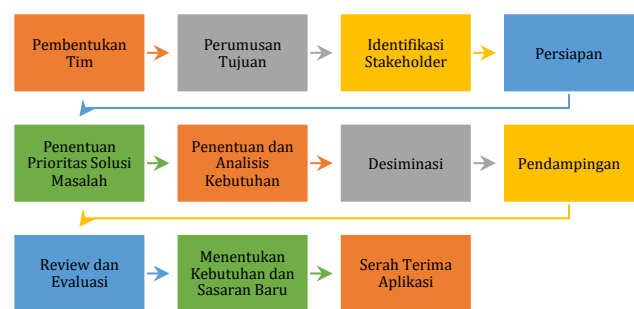 Pembentukan
Tim
Perumusan
Tujuan
Identifikasi
Stakeholder
Persiapan
Penentuan
Prioritas Solusi
Masalah
Penentuan dan
Analisis
Kebutuhan
Desiminasi
Pendampingan
Review dan
Evaluasi
Menentukan
Kebutuhan dan
Sasaran Baru
Serah Terima
Aplikasi